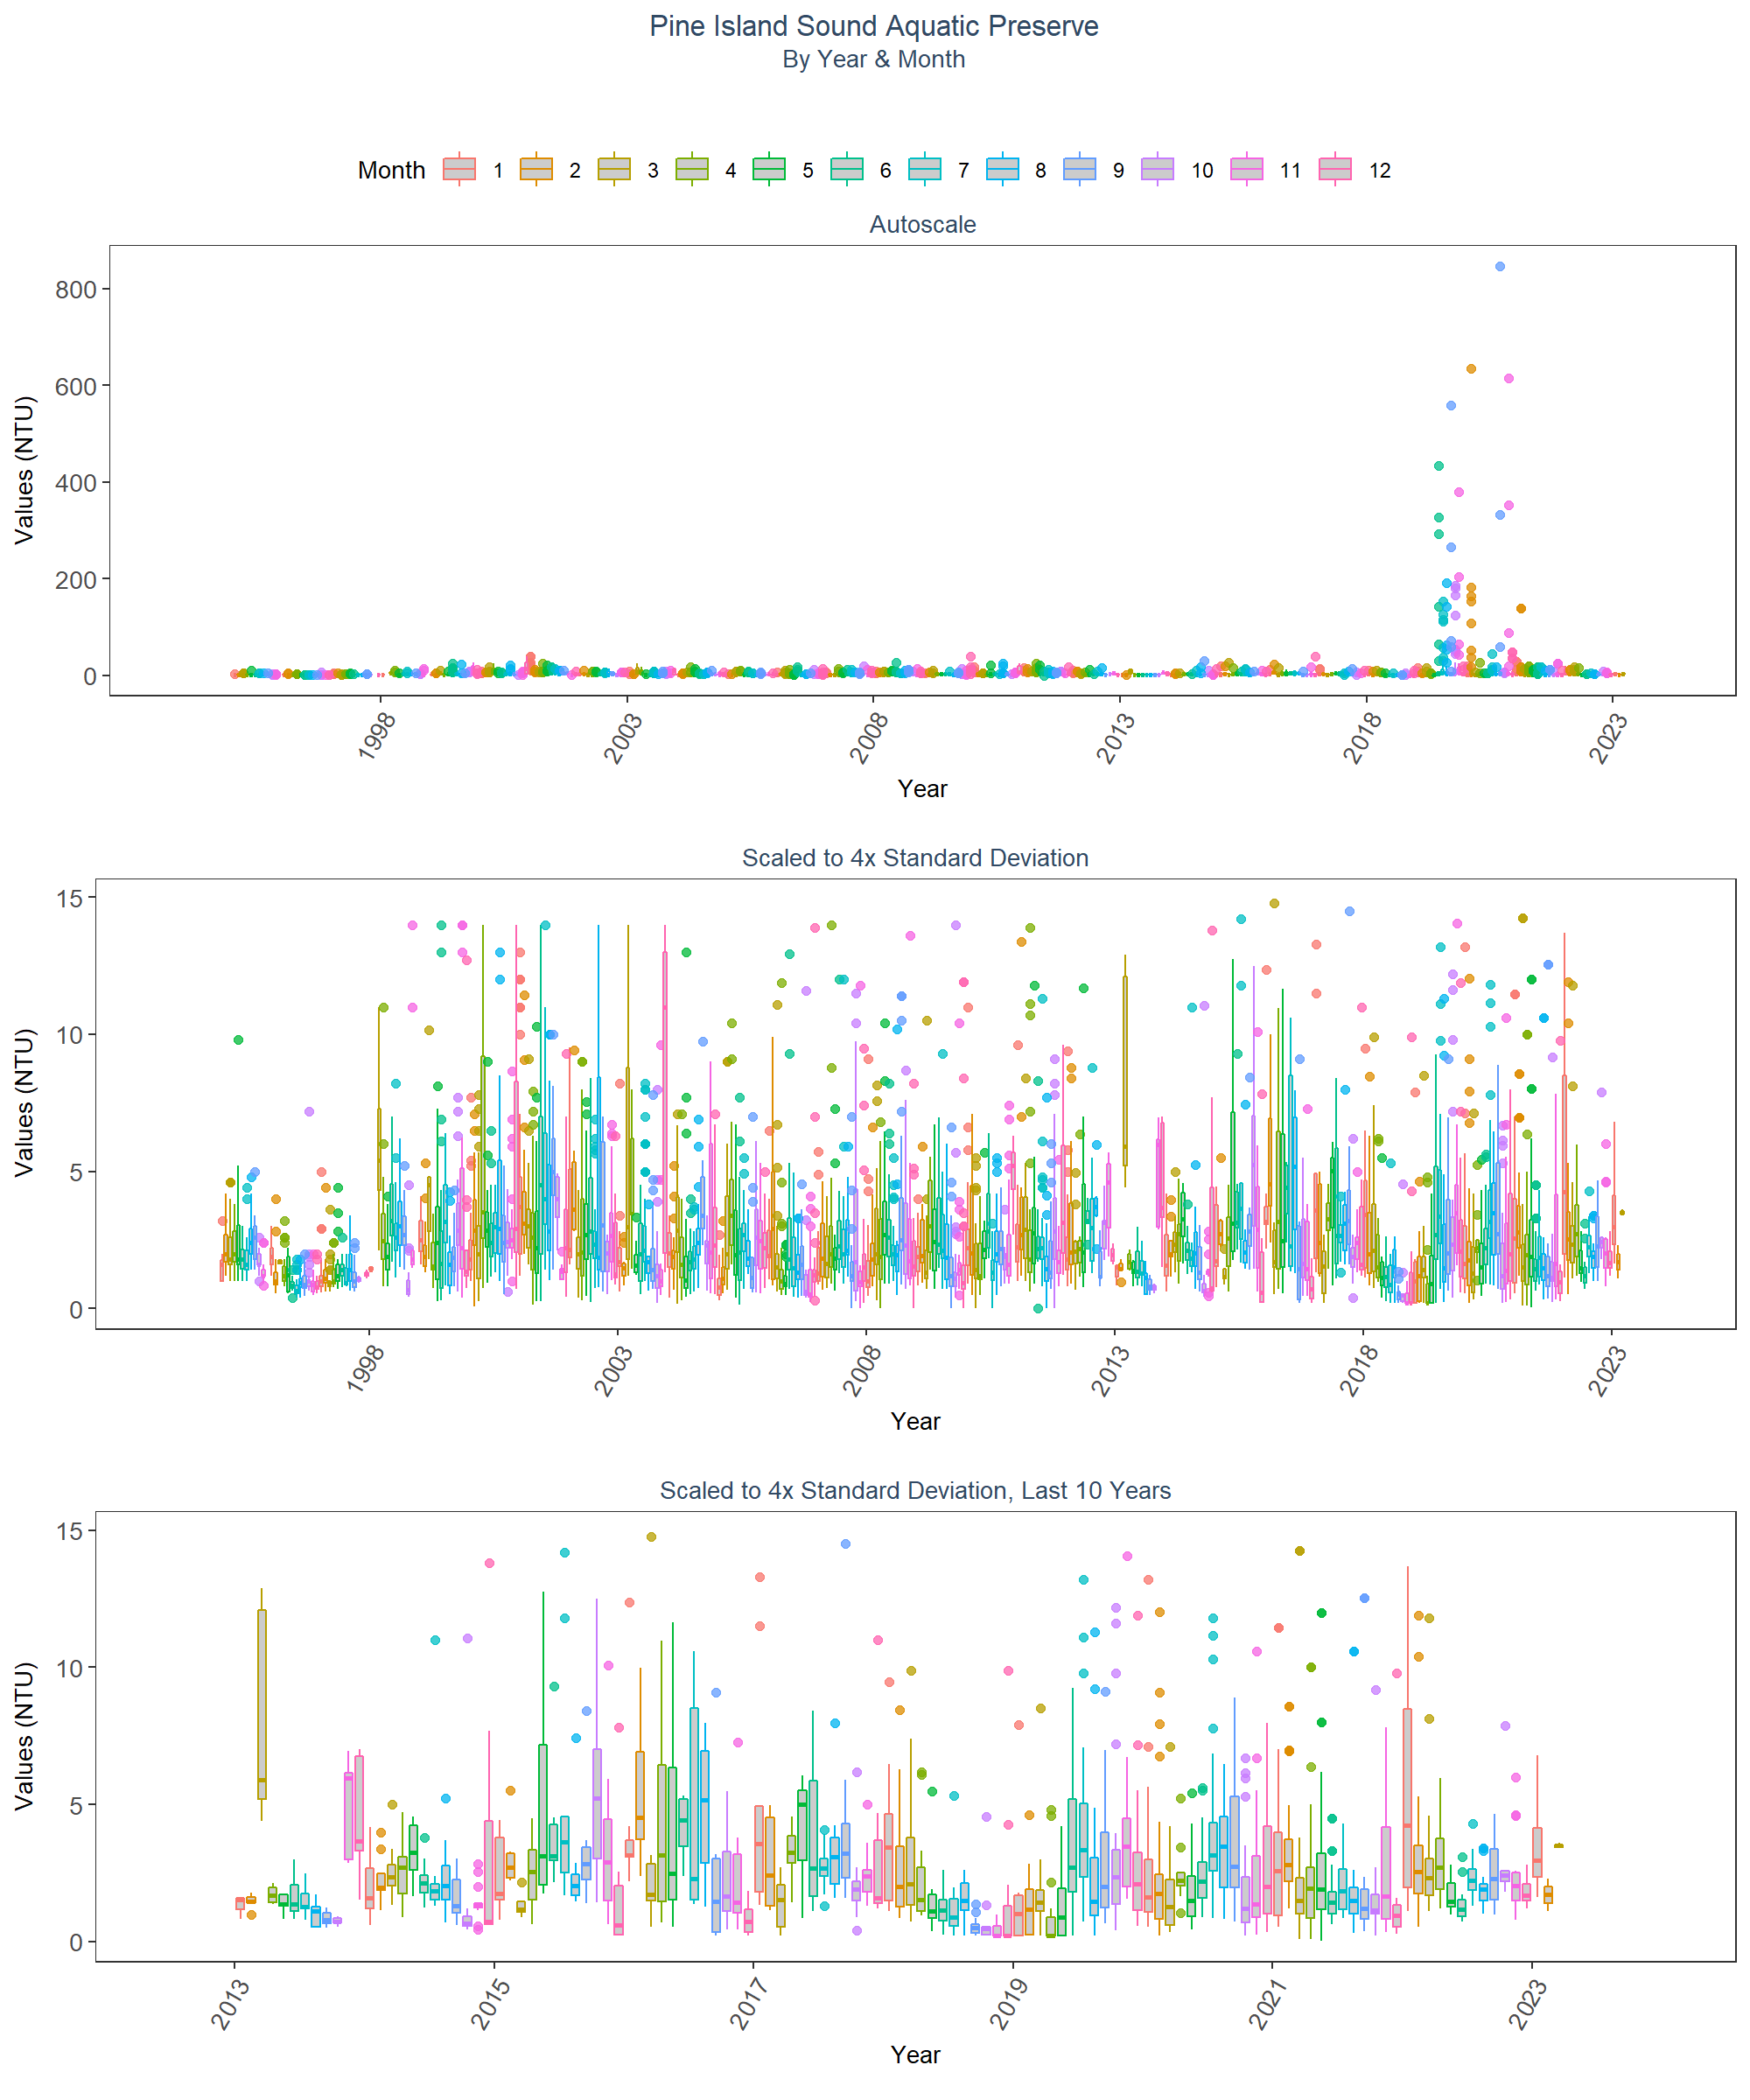 Pine Island Sound Aquatic Preserve
By Year & Month
Month 1 2 3 4 5 6 7 8 9 10 11 12
Autoscale
Values (NTU)
800
600
400
200
0
1998 2003 2008 2013 2018 2023
Year
Scaled to 4x Standard Deviation
Values (NTU)
15
10
5
0
1998 2003 2008 2013 2018 2023
Year
Scaled to 4x Standard Deviation, Last 10 Years
Values (NTU)
15
10
5
0
2013 2015 2017 2019 2021 2023
Year